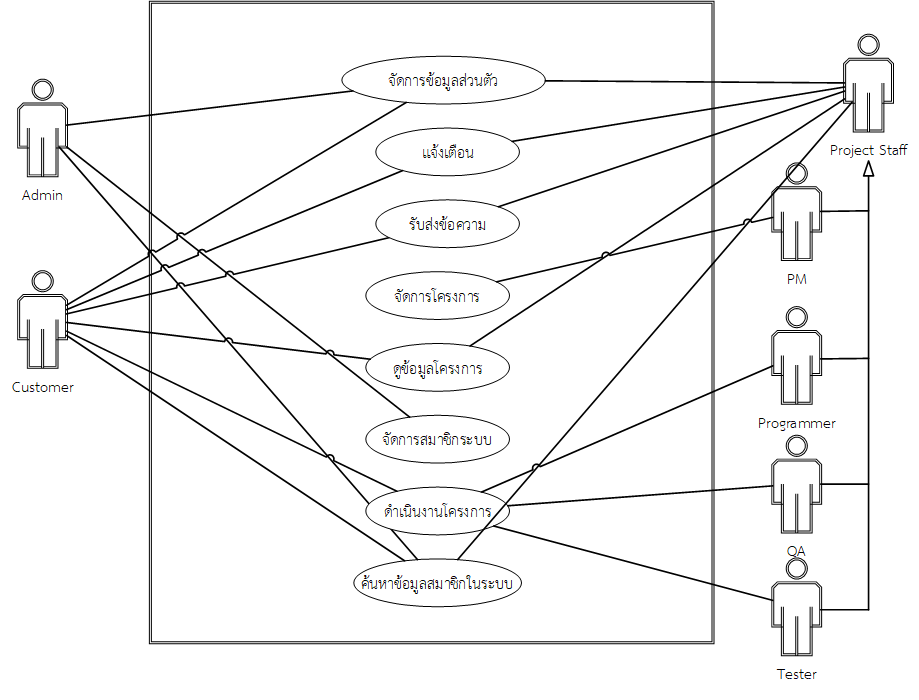 จัดการข้อมูลส่วนตัว
แจ้งเตือน
รับส่งข้อความ
จัดการโครงการ
ดูข้อมูลโครงการ
จัดการสมาชิกระบบ
ดำเนินงานโครงการ
ค้นหาข้อมูลสมาชิกในระบบ
Admin
Customer
Project Staff
PM
Programmer
QA
Tester